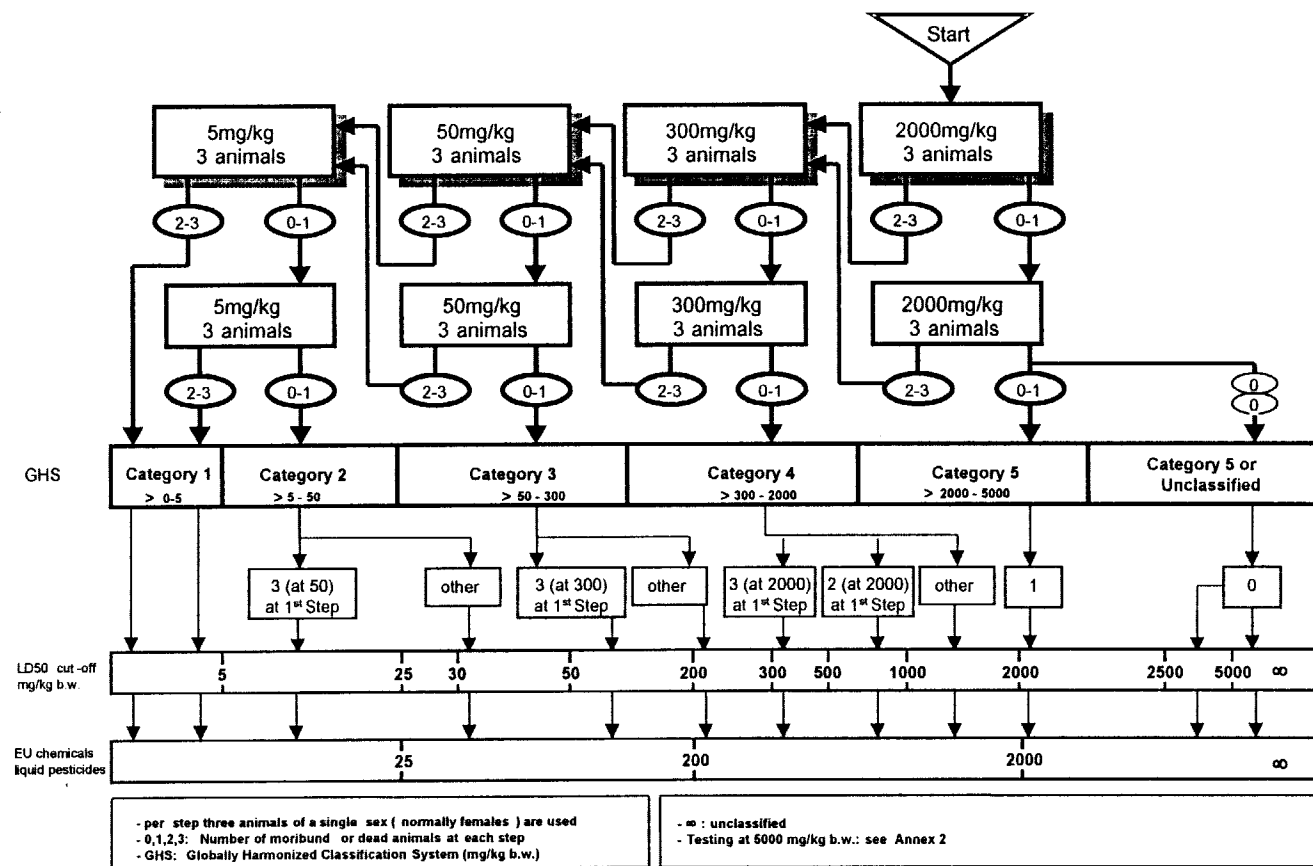 Start
5mg/kg
3 animals
50mg/kg
3 animals
300mg/kg
3 animals
2000mg/kg
3 animals
2-3
0-1
2-3
0-1
2-3
0-1
2-3
0-1
5mg/kg
3 animals
50mg/kg
3 animals
300mg/kg
3 animals
2000mg/kg
3 animals
2-3
0-1
2-3
0-1
2-3
0-1
2-3
0-1
0
0
GHS
Category 1
> 0-5
Category 2
> 5 - 50
Category 3
> 50 - 300
Category 4
> 300 - 2000
Category 5
> 2000 - 5000
Category 5 or
Unclassified
3 (at 50)
at 1st Step
other
3 (at 300)
at 1st Step
other
3 (at 2000)
at 1st Step
2 (at 2000)
at 1st Step
other
1
0
LD50 cut-off
mg/kg b.w.
5 25 30 50 200 300 500 1000 2000 2500 5000 ∞
EU chemicals
liquid pesticides
25 200 2000 ∞
- per step three animals of a single sex ( normally females ) are used
- 0,1,2,3: Number of moribund or dead animals at each step
- GHS: Globally Harmonized Classification System (mg/kg b.w.)
- ∞ : unclassified
- Testing at 5000 mg/kg b.w.: see Annex 2